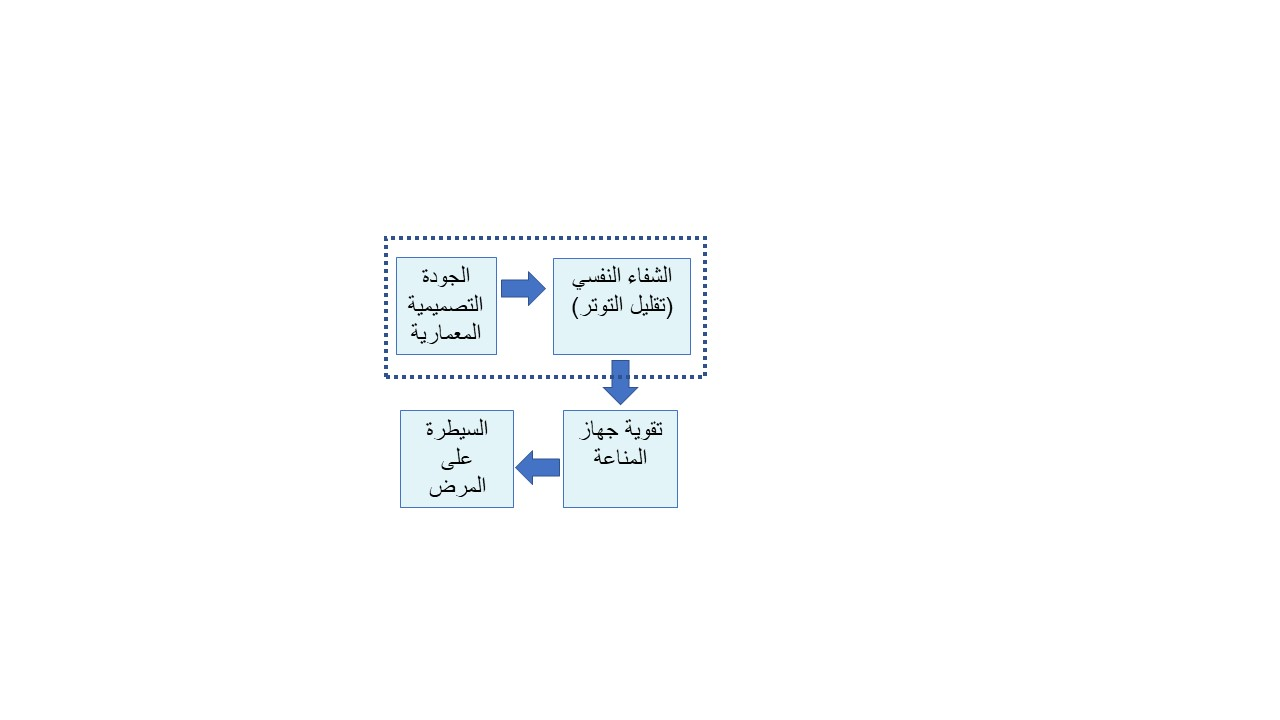 الجودة
التصميمية
المعمارية
الشفاء النفسي
(تقليل التوتر)
تقوية جهاز
المناعة
السيطرة
على
المرض